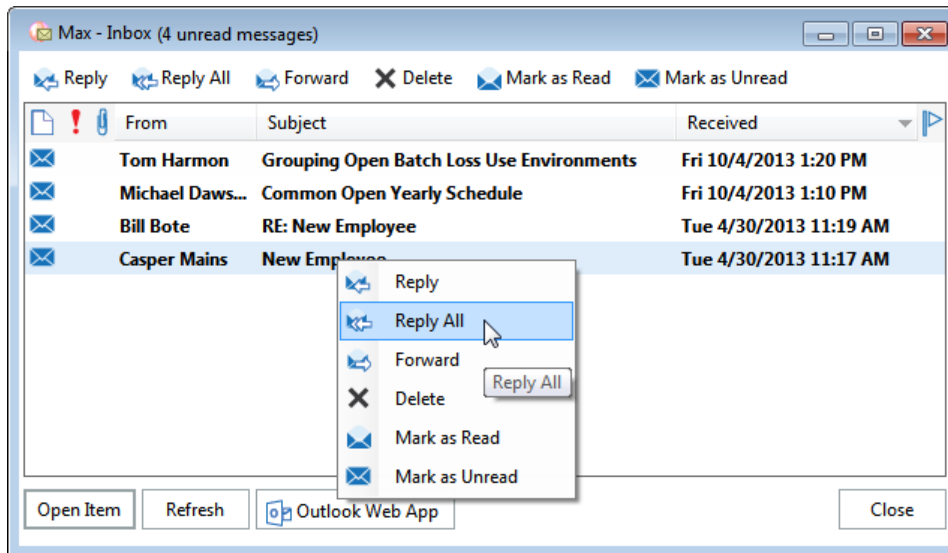 Max - Inbox (4 unread messages)
Reply Reply All Forward Delete Mark as Read Mark as Unread
From Subject Received
Tom Harmon Grouping Open Batch Loss Use Environments Fri 10/4/2013 1:20 PM
Michael Daws... Common Open Yearly Schedule Fri 10/4/2013 1:10 PM
Bill Bote RE: New Employee Tue 4/30/2013 11:19 AM
Casper Mains New Employee Tue 4/30/2013 11:17 AM
Reply
Reply All
Forward
Reply All
Delete
Mark as Read
Mark as Unread
Open Item Refresh Outlook Web App Close